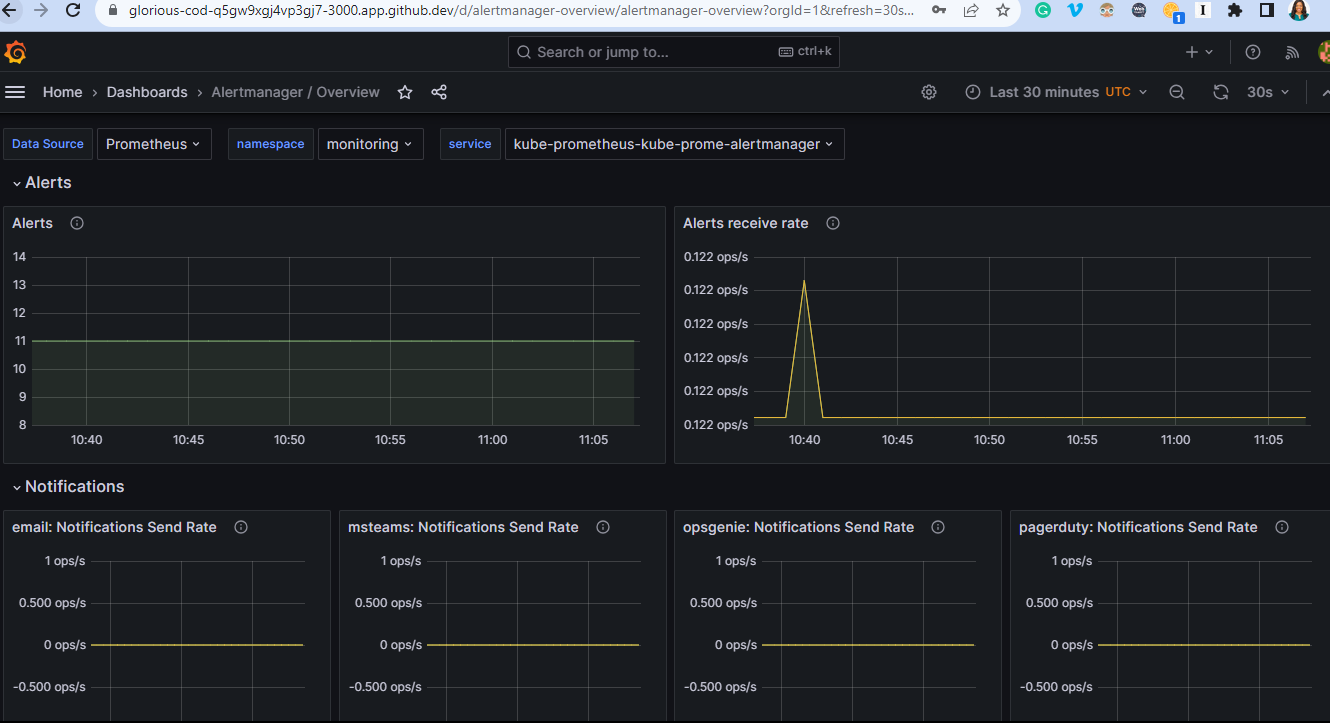 glorious-cod-q5gw9xgj4vp3gj7-3000.app.github.dev/d/alertmanager-overview/alertmanager-overview?orgId=1&refresh=30s...
1
I
Search or jump to... ctrl+k
Home › Dashboards › Alertmanager / Overview
Last 30 minutes UTC
30s
Data Source Prometheus namespace monitoring service kube-prometheus-kube-prome-alertmanager
Alerts
Alerts
14
13
12
11
10
9
8
10:40 10:45 10:50 10:55 11:00 11:05
Alerts receive rate
0.122 ops/s
0.122 ops/s
0.122 ops/s
0.122 ops/s
0.122 ops/s
0.122 ops/s
10:40 10:45 10:50 10:55 11:00 11:05
Notifications
email: Notifications Send Rate
1 ops/s
0.500 ops/s
0 ops/s
-0.500 ops/s
msteams: Notifications Send Rate
1 ops/s
0.500 ops/s
0 ops/s
-0.500 ops/s
opsgenie: Notifications Send Rate
1 ops/s
0.500 ops/s
0 ops/s
-0.500 ops/s
pagerduty: Notifications Send Rate
1 ops/s
0.500 ops/s
0 ops/s
-0.500 ops/s